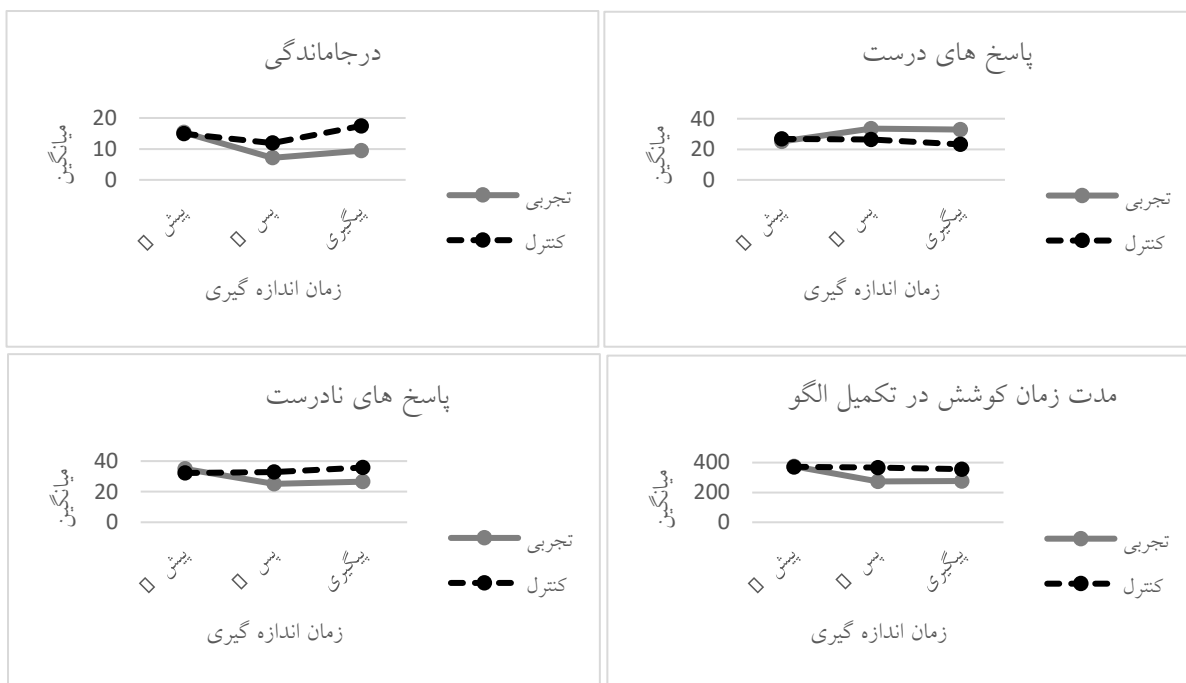 پاسخ های درست
میانگین
40
20
0
پیش
پس
پیگیری
زمان اندازه گیری
تجربی
کنترل
درجاماندگی
میانگین
20
10
0
پیش
پس
پیگیری
زمان اندازه گیری
تجربی
کنترل
مدت زمان کوشش در تکمیل الگو
میانگین
400
200
0
پیش
پس
پیگیری
زمان اندازه گیری
تجربی
کنترل
پاسخ های نادرست
میانگین
40
20
0
پیش
پس
پیگیری
زمان اندازه گیری
تجربی
کنترل